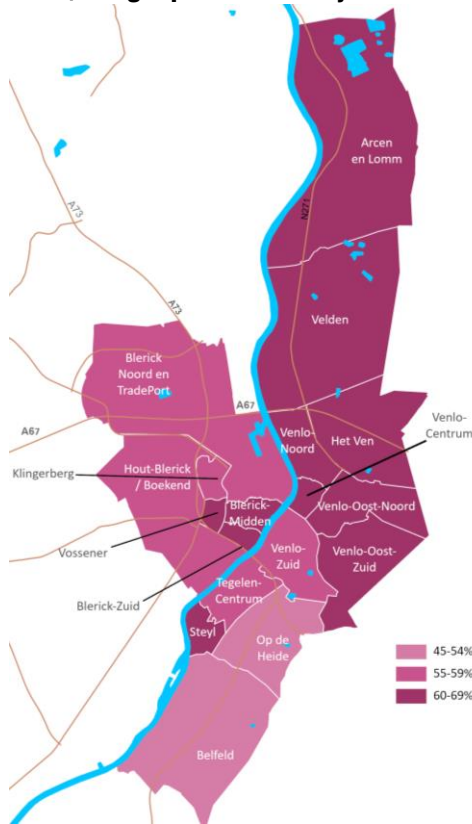 Arcen
en Lomm
A73
N271
Velden
A73
Blerick
Noord en
TradePort
A67
A67
Venlo-
Noord
Het Ven
Venlo-
Centrum
Klingerberg
Hout-Blerick
/ Boekend
Blerick-
Midden
Venlo-Oost-Noord
Vossener
Venlo-
Zuid
Venlo-Oost-
Zuid
Blerick-Zuid
Tegelen-
Centrum
Steyl
Op de
Heide
45-54%
55-59%
60-69%
Belfeld